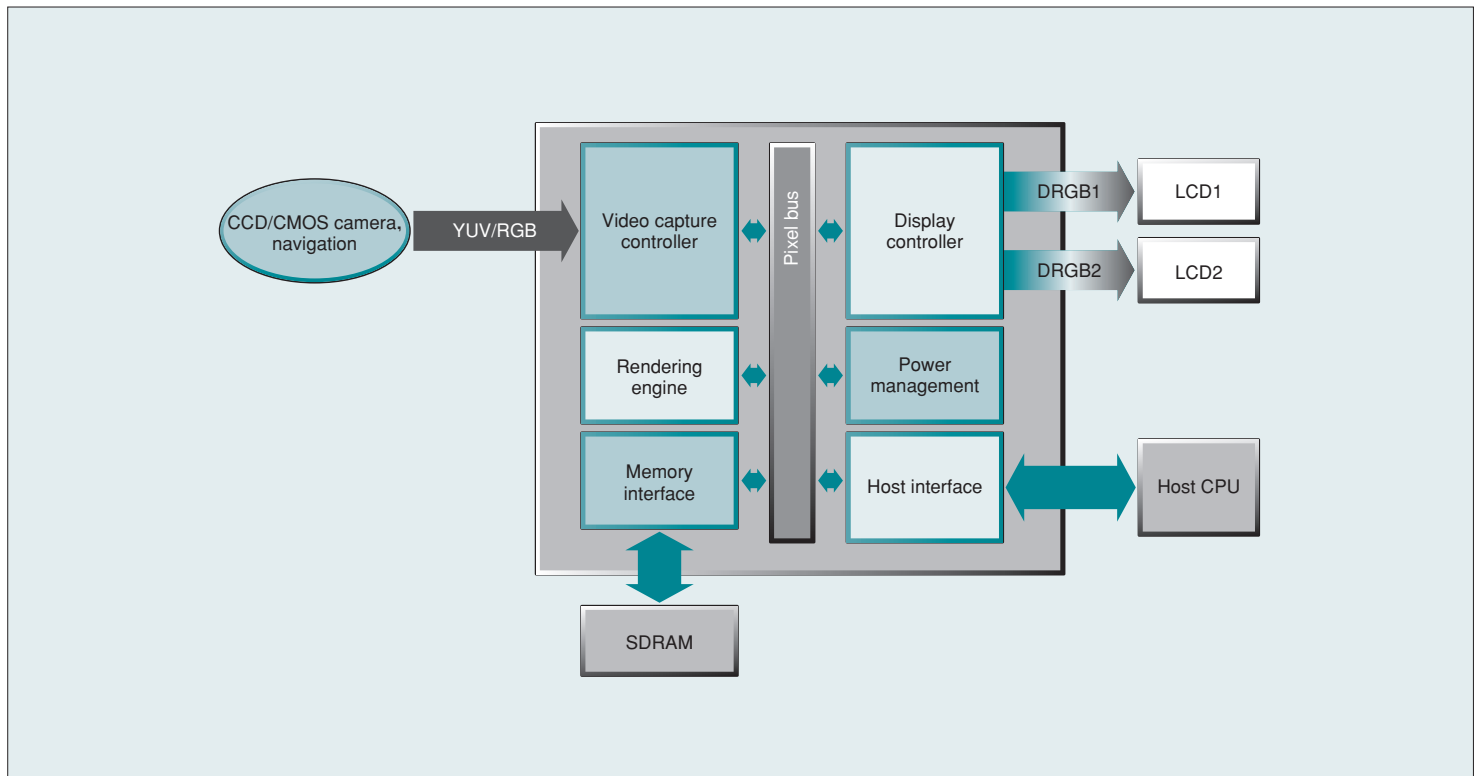 CCD/CMOS camera,
navigation
YUV/RGB
Video capture
controller
Pixel bus
Display
controller
DRGB1
LCD1
DRGB2
LCD2
Rendering
engine
Power
management
Memory
interface
Host interface
Host CPU
SDRAM